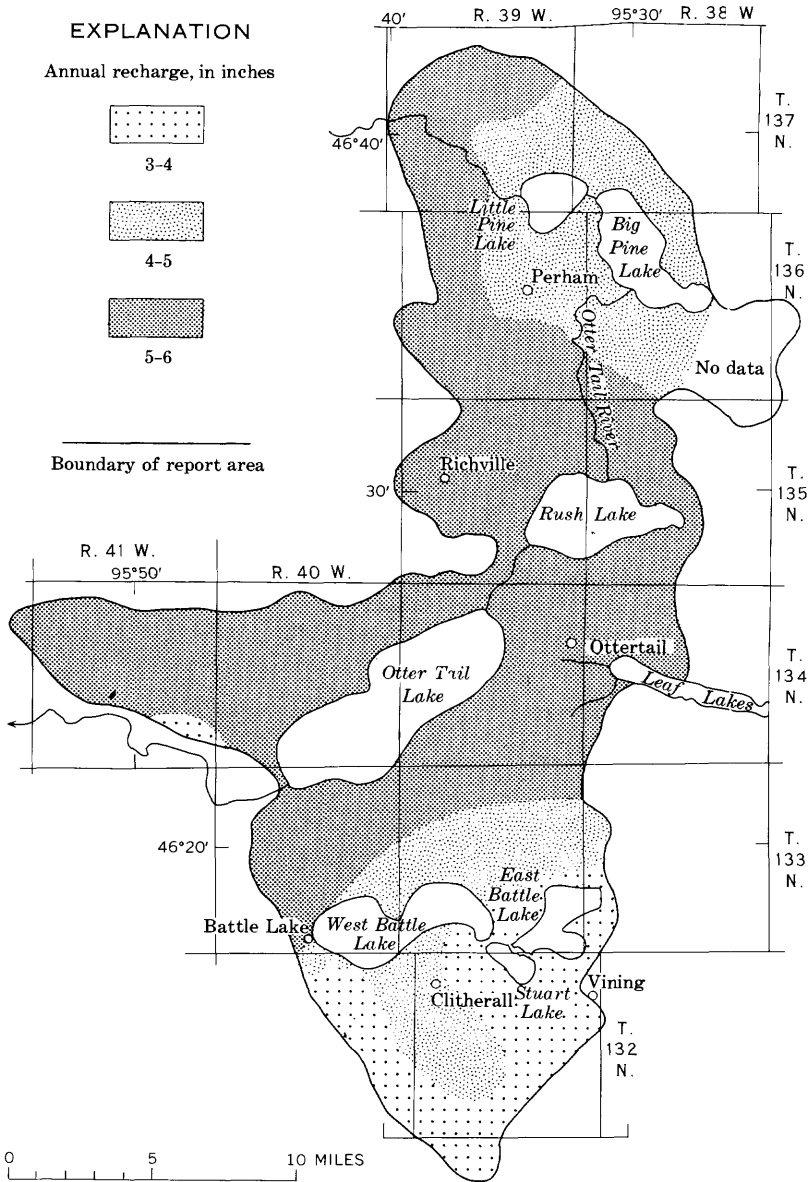 EXPLANATION
Annual recharge, in inches
3-4
4-5
5-6
Boundary of report area
40'
R. 39 W.
95°30'
R. 38 W
T.
137
N.
46°40'
Little
Pine
Lake
Big
Pine
Lake
T.
136
N.
Perham
Otter Tail River
No data
Richville
30'
Rush Lake
T.
135
N.
R. 41 W.
95°50'
R. 40 W.
Ottertail
Otter Tail
Lake
Leaf Lakes
T.
134
N.
46°20'
T.
133
N.
East
Battle
Lake
Battle Lake
West Battle
Lake
Clitherall
Stuart
Lake
Vining
T.
132
N.
0 5 10 MILES